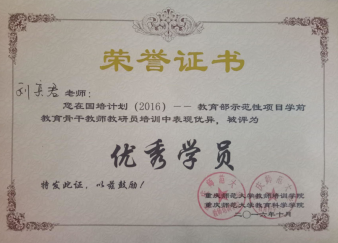 荣誉证书
老师：
您在国培计划（2016）－－教育部示范性项目学前
教育骨干教师教研员培训中表现优异，被评为
优秀学员
特发此证，以兹鼓励！
重庆师范大学教师培训学院
重庆师范大学教育科学学院
二〇一六年十月